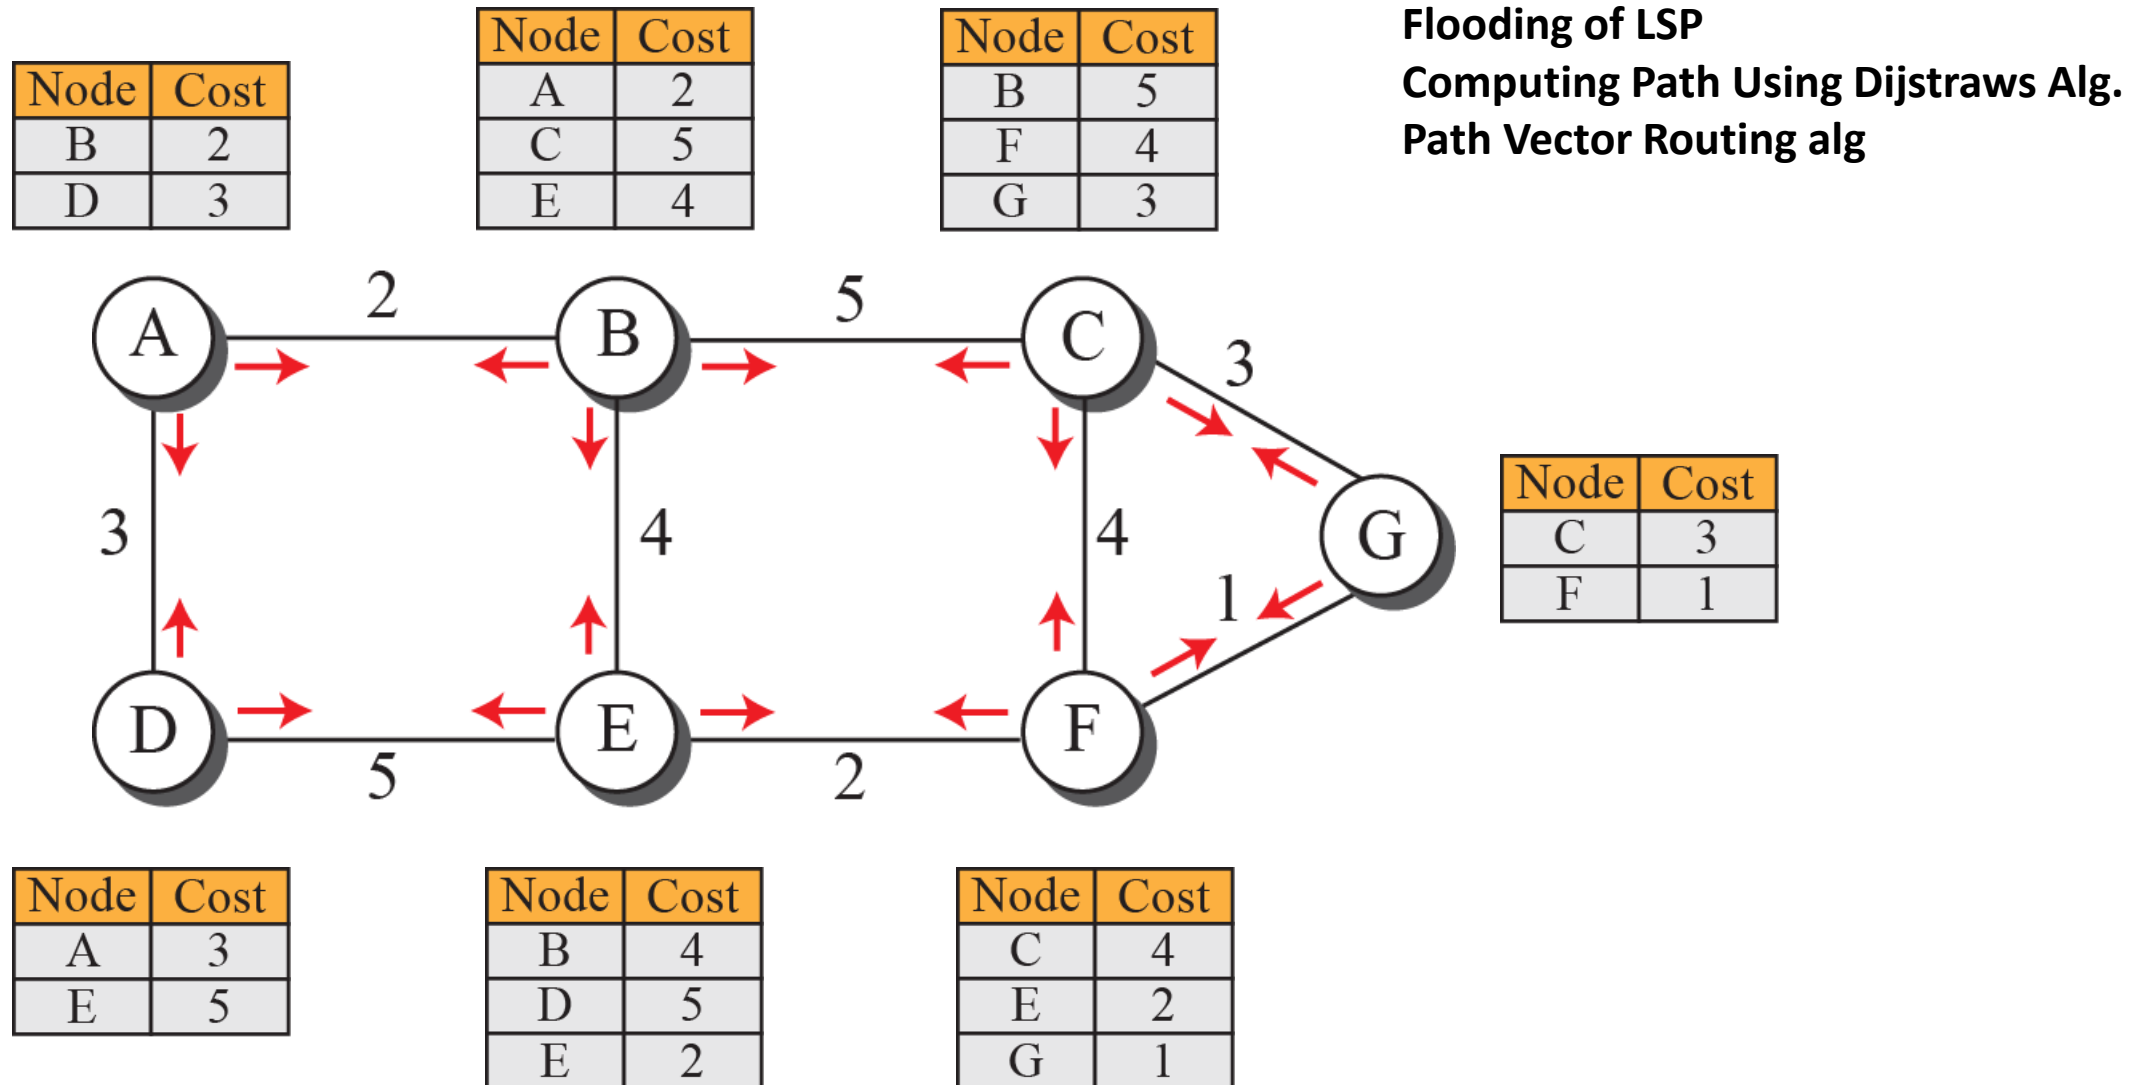 Flooding of LSP
Computing Path Using Dijstraws Alg.
Path Vector Routing alg
Node Cost
B 2
D 3
Node Cost
A 2
C 5
E 4
Node Cost
B 5
F 4
G 3
A
2
B
5
C
3
3
4
4
G
1
D
5
E
2
F
Node Cost
C 3
F 1
Node Cost
A 3
E 5
Node Cost
B 4
D 5
E 2
Node Cost
C 4
E 2
G 1